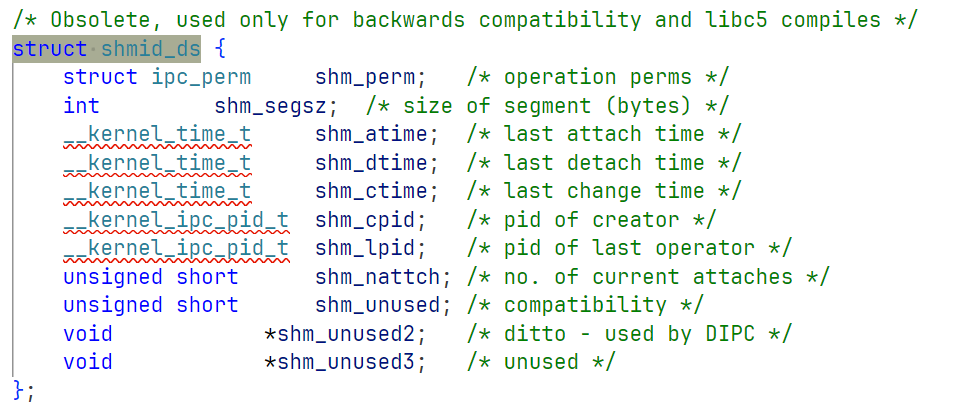 /* Obsolete, used only for backwards compatibility and libc5 compiles */
struct shmid_ds {
    struct ipc_perm     shm_perm;   /* operation perms */
    int         shm_segsz;  /* size of segment (bytes) */
    __kernel_time_t     shm_atime;  /* last attach time */
    __kernel_time_t     shm_dtime;  /* last detach time */
    __kernel_time_t     shm_ctime;  /* last change time */
    __kernel_ipc_pid_t  shm_cpid;   /* pid of creator */
    __kernel_ipc_pid_t  shm_lpid;   /* pid of last operator */
    unsigned short      shm_nattch; /* no. of current attaches */
    unsigned short      shm_unused; /* compatibility */
    void            *shm_unused2;   /* ditto - used by DIPC */
    void            *shm_unused3;   /* unused */
};